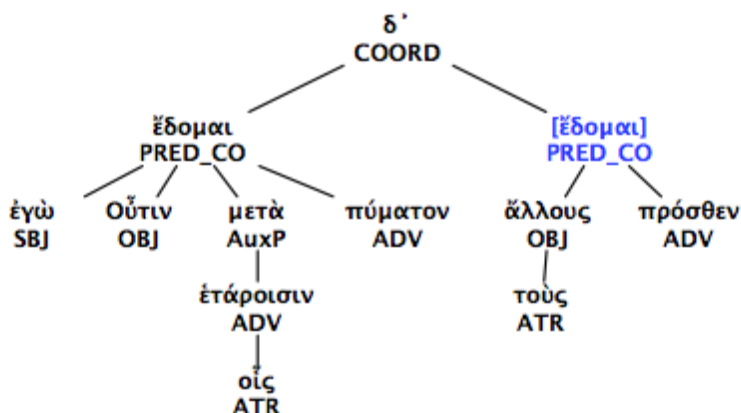 δ᾽
COORD
ἔδομαι [ἔδομαι]
PRED_CO PRED_CO
ἐγὼ Οὖτιν μετὰ πύματον ἄλλους πρόσθεν
SBJ OBJ AuxP ADV OBJ ADV
ἑτάροισιν τοὺς
ADV ATR
οἷς
ATR